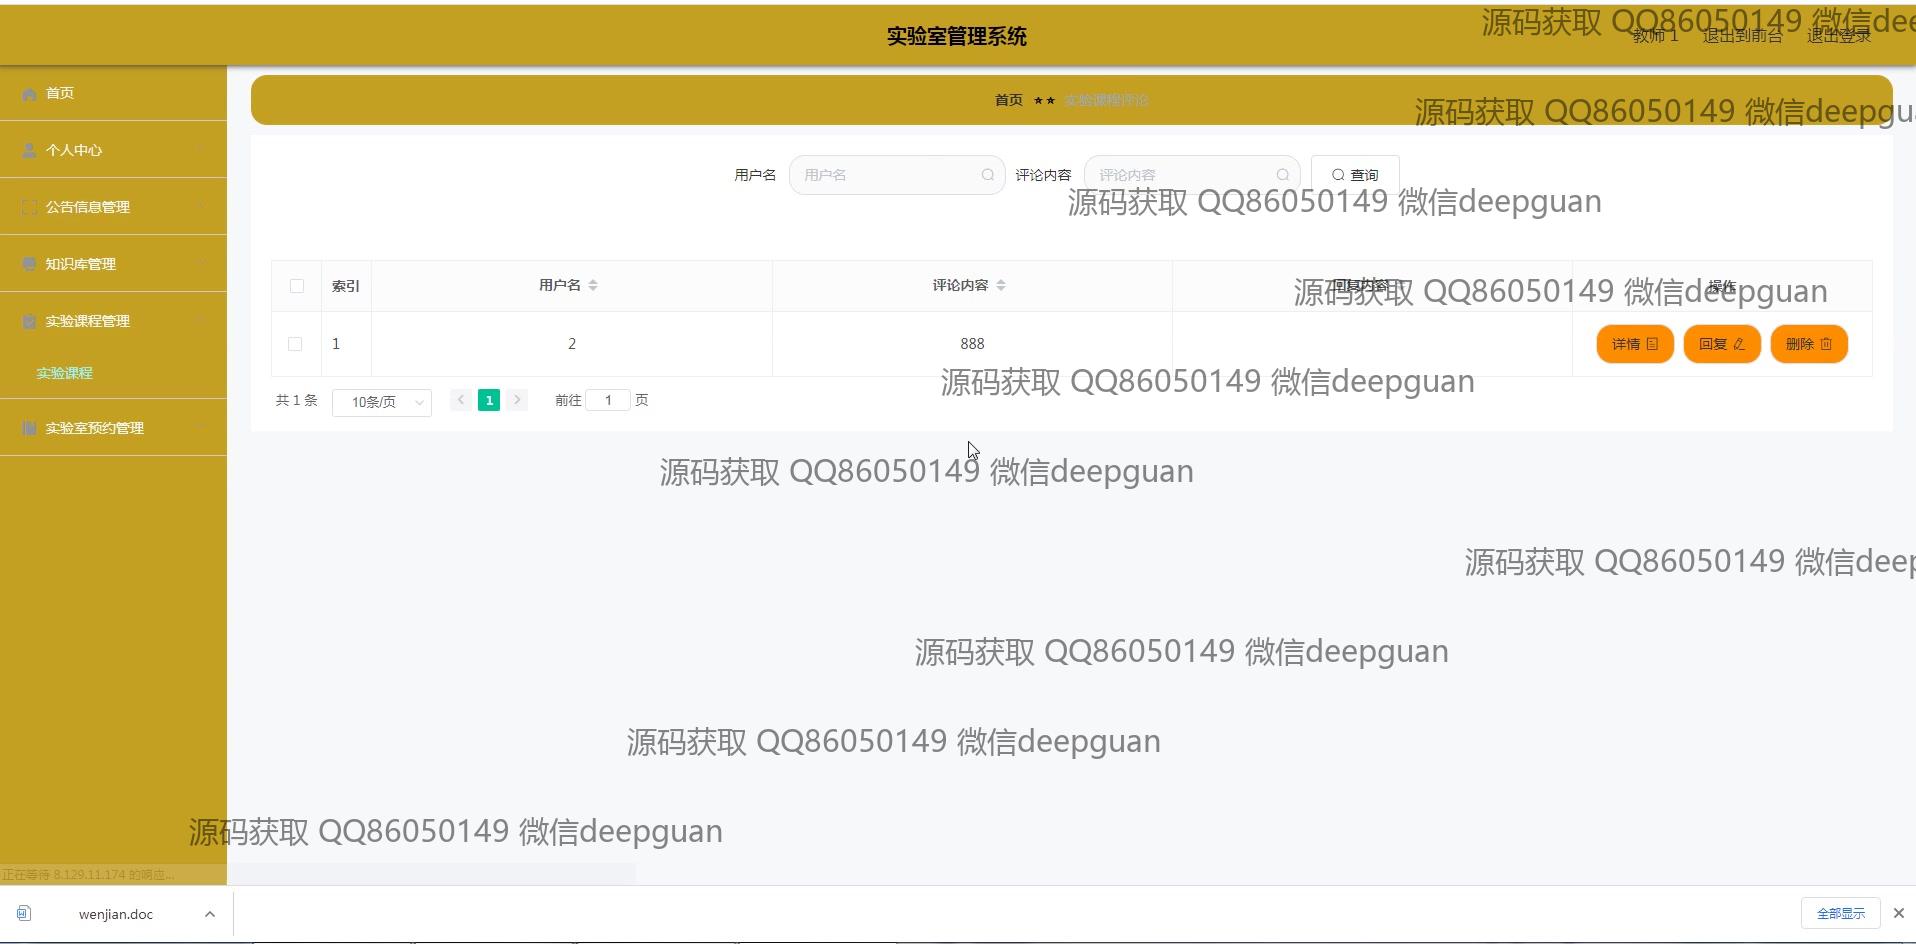 实验室管理系统
源码获取 QQ86050149 微信dee
教师 1 退出到前台 退出登录
首页
首页 ★★ 实验课程评论
源码获取 QQ86050149 微信deepgu
个人中心
用户名 用户名 评论内容 评论内容 查询
源码获取 QQ86050149 微信deepguan
公告信息管理
知识库管理
索引 用户名 评论内容 回复内容 操作
源码获取 QQ86050149 微信deepguan
实验课程管理
1 2 888 详情 回复 删除
实验课程
源码获取 QQ86050149 微信deepguan
共 1 条 10条/页 1 前往 1 页
实验室预约管理
源码获取 QQ86050149 微信deepguan
源码获取 QQ86050149 微信deep
源码获取 QQ86050149 微信deepguan
源码获取 QQ86050149 微信deepguan
源码获取 QQ86050149 微信deepguan
正在等待 8.129.11.174 的响应...
wenjian.doc 全部显示